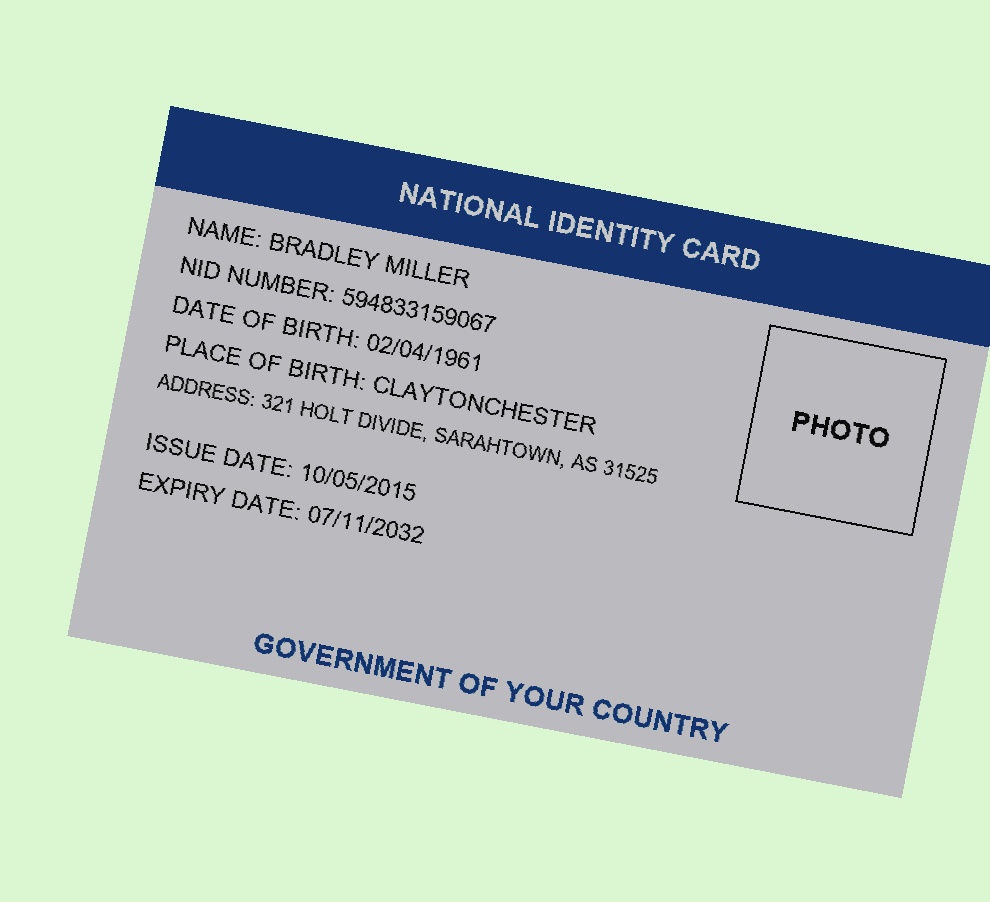 NATIONAL IDENTITY CARD
NAME: BRADLEY MILLER
NID NUMBER: 594833159067
DATE OF BIRTH: 02/04/1961
PLACE OF BIRTH: CLAYTONCHESTER
ADDRESS: 321 HOLT DIVIDE, SARAHTOWN, AS 31525
PHOTO
ISSUE DATE: 10/05/2015
EXPIRY DATE: 07/11/2032
GOVERNMENT OF YOUR COUNTRY